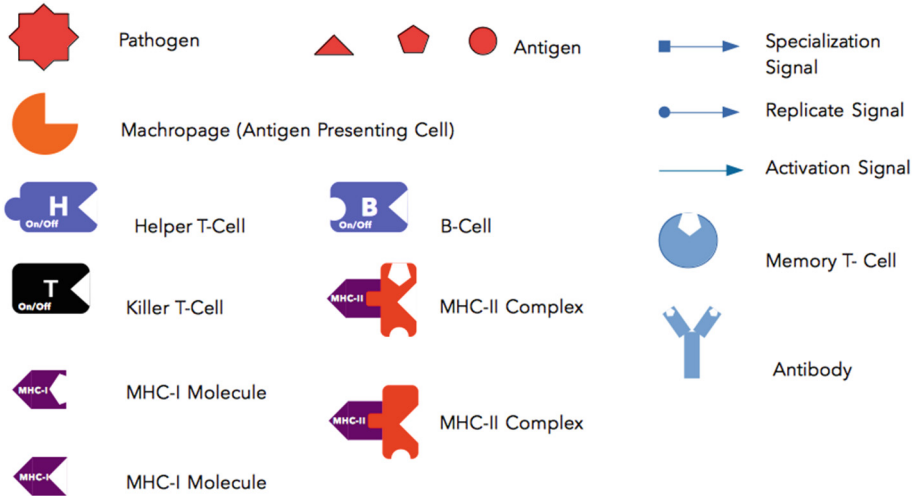 Pathogen
Antigen
Specialization
Signal
Machropage (Antigen Presenting Cell)
Replicate Signal
Activation Signal
H
On/Off
Helper T-Cell
B
On/Off
B-Cell
Memory T- Cell
T
On/Off
Killer T-Cell
MHC-II
MHC-II Complex
Antibody
MHC-I
MHC-I Molecule
MHC-II
MHC-II Complex
MHC-I
MHC-I Molecule